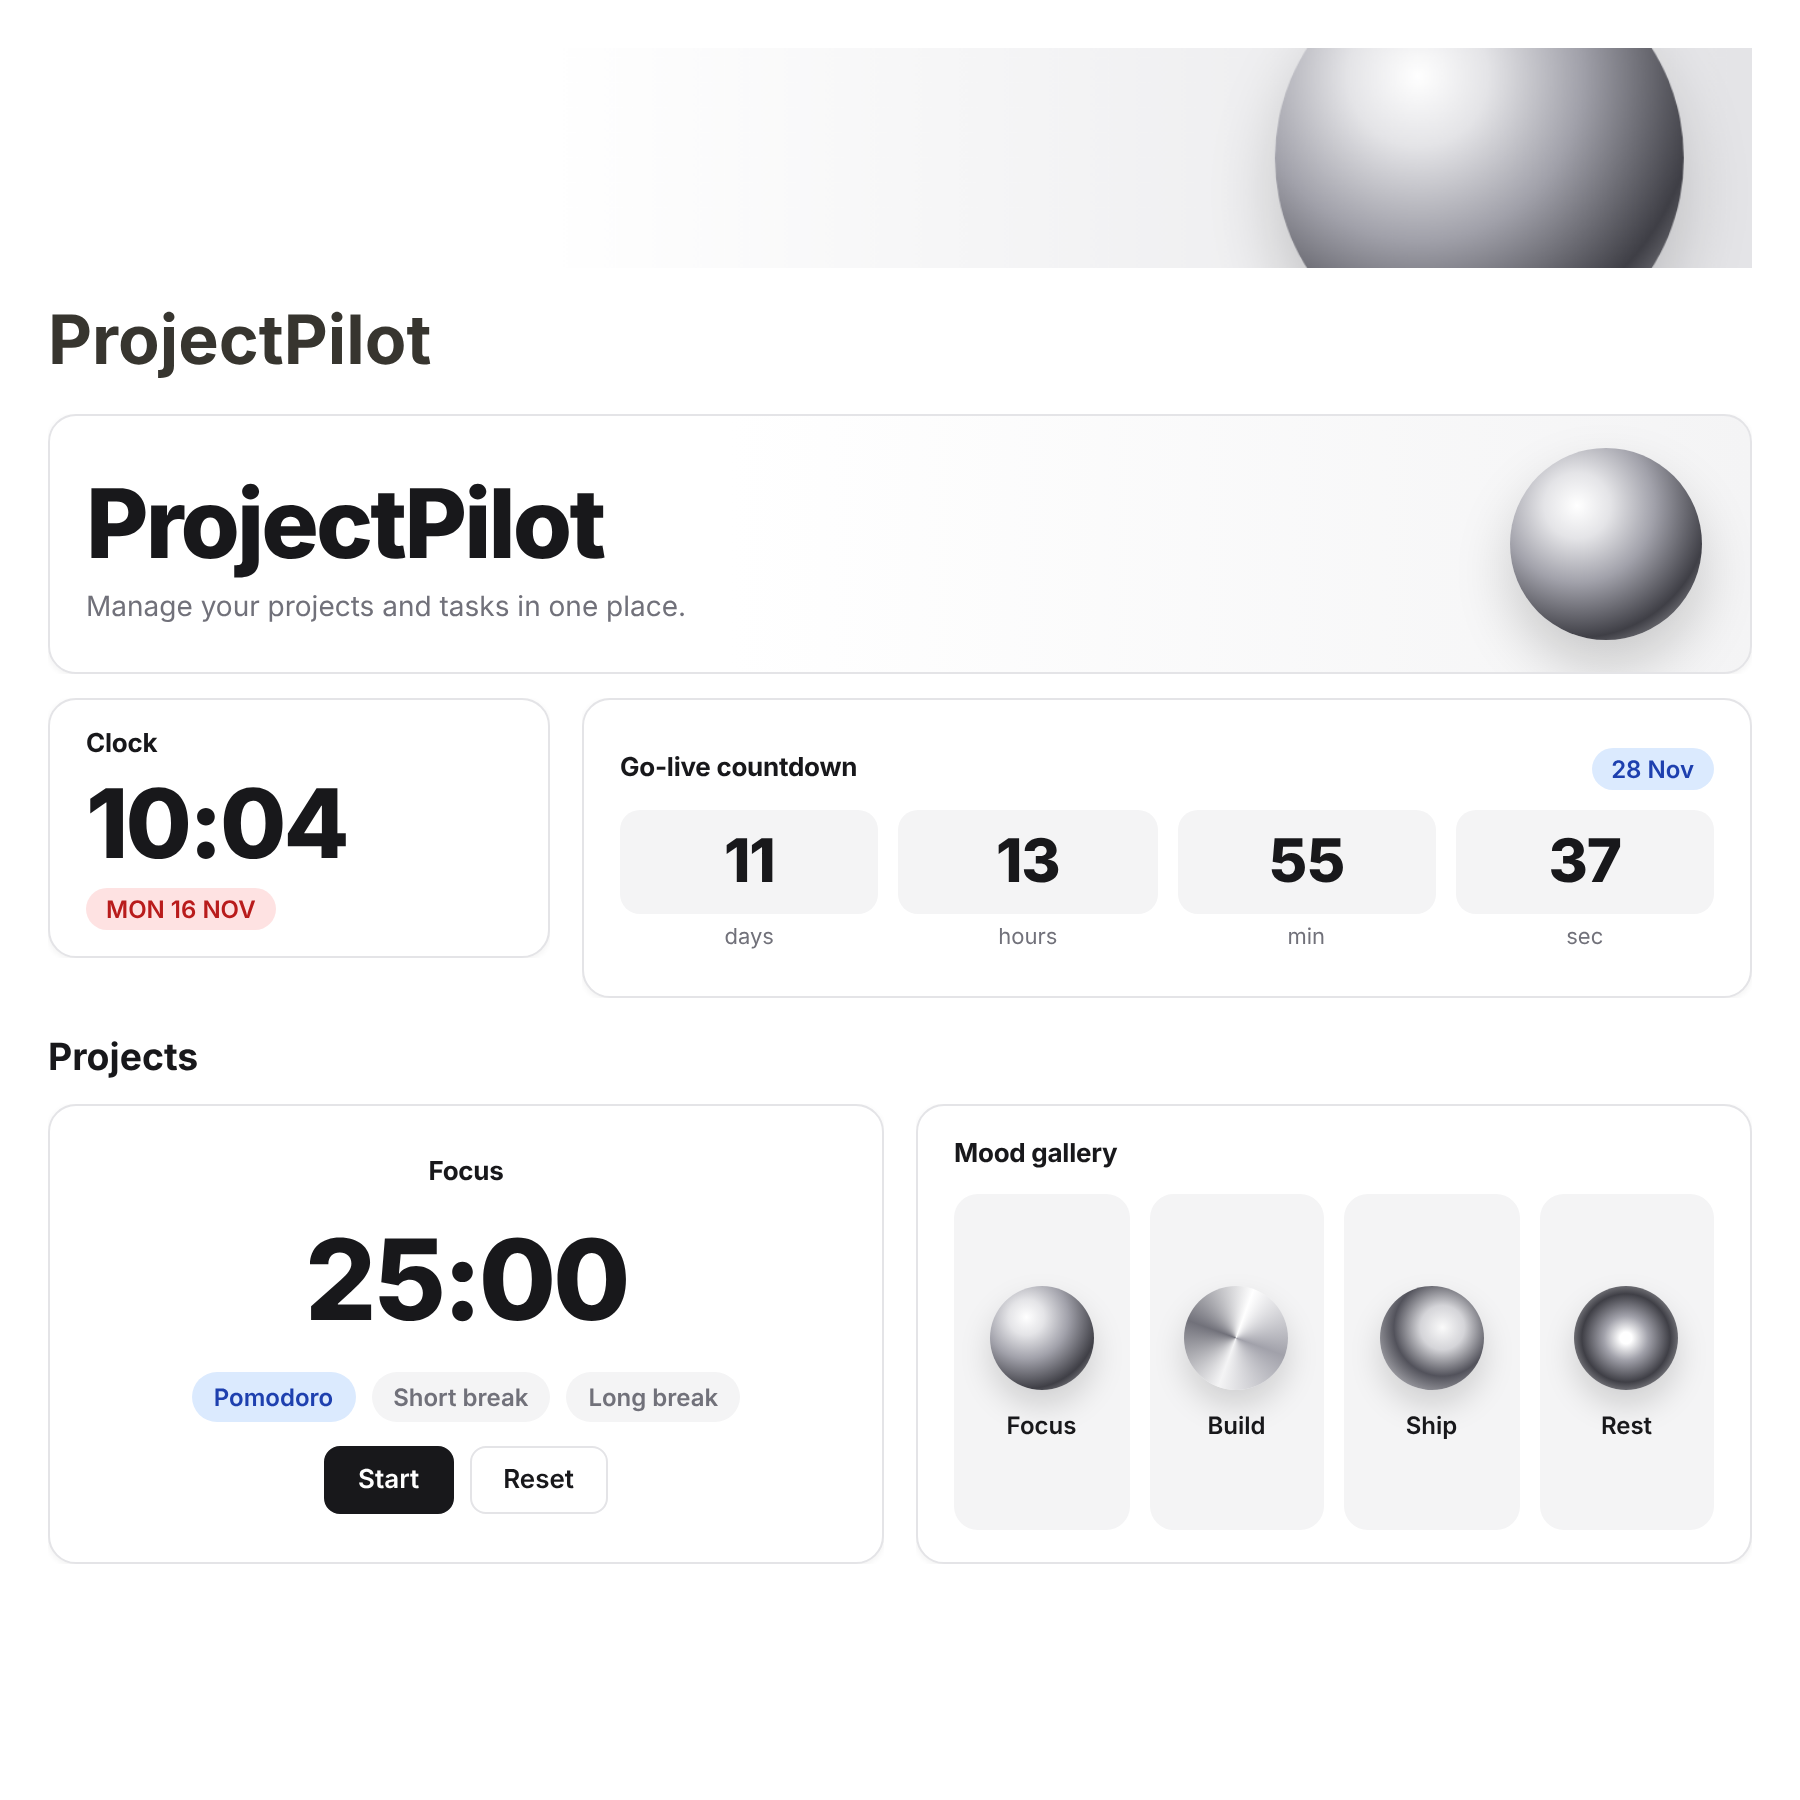 ProjectPilot
ProjectPilot
Manage your projects and tasks in one place.
Clock
10:04
MON 16 NOV
Go-live countdown
28 Nov
11 13 55 37
days hours min sec
Projects
Focus
25:00
Pomodoro Short break Long break
Start Reset
Mood gallery
Focus Build Ship Rest